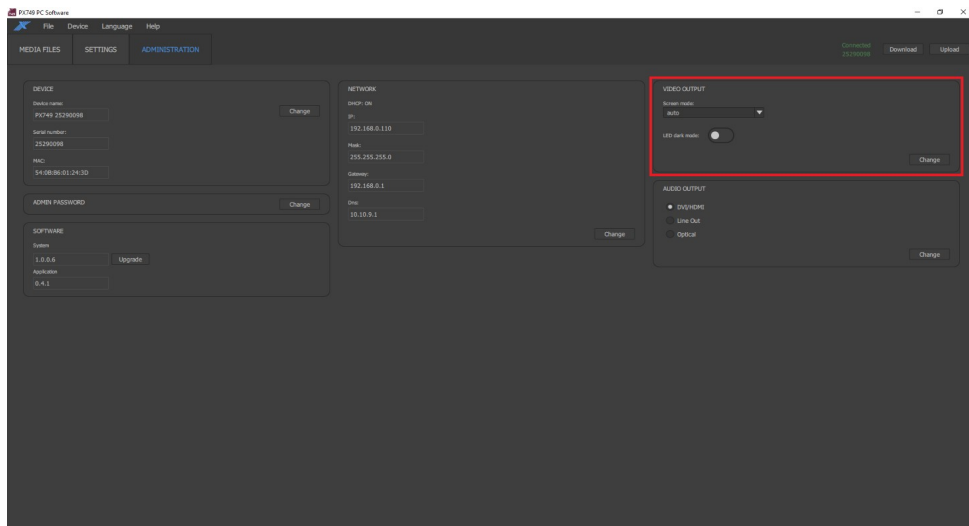 PX749 PC Software
File Device Language Help
MEDIA FILES SETTINGS ADMINISTRATION
Connected
25290098
Download Upload
DEVICE
Device name:
PX749 25290098
Change
Serial number:
25290098
MAC:
54:0B:86:01:24:3D
ADMIN PASSWORD
Change
SOFTWARE
System
1.0.0.6
Upgrade
Application
0.4.1
NETWORK
DHCP: ON
IP:
192.168.0.110
Mask:
255.255.255.0
Gateway:
192.168.0.1
Dns:
10.10.9.1
Change
VIDEO OUTPUT
Screen mode:
auto
LED dark mode:
Change
AUDIO OUTPUT
DVI/HDMI
Line Out
Optical
Change